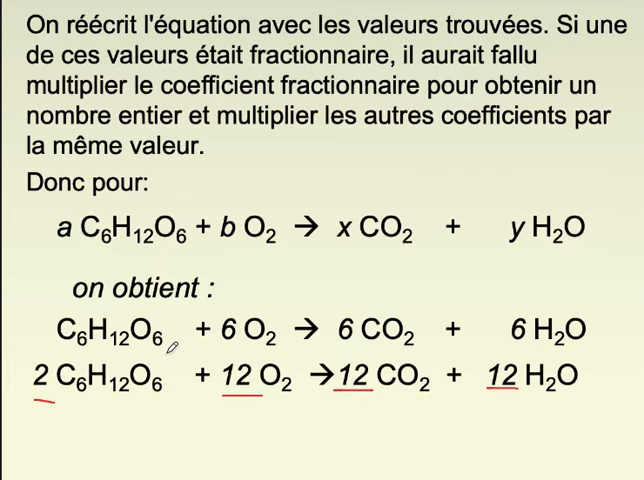 On réécrit l'équation avec les valeurs trouvées. Si une
de ces valeurs était fractionnaire, il aurait fallu
multiplier le coefficient fractionnaire pour obtenir un
nombre entier et multiplier les autres coefficients par
la même valeur.
Donc pour:
a C₆H₁₂O₆ + b O₂ → x CO₂ + y H₂O
on obtient :
C₆H₁₂O₆ + 6 O₂ → 6 CO₂ + 6 H₂O
2 C₆H₁₂O₆ + 12 O₂ → 12 CO₂ + 12 H₂O